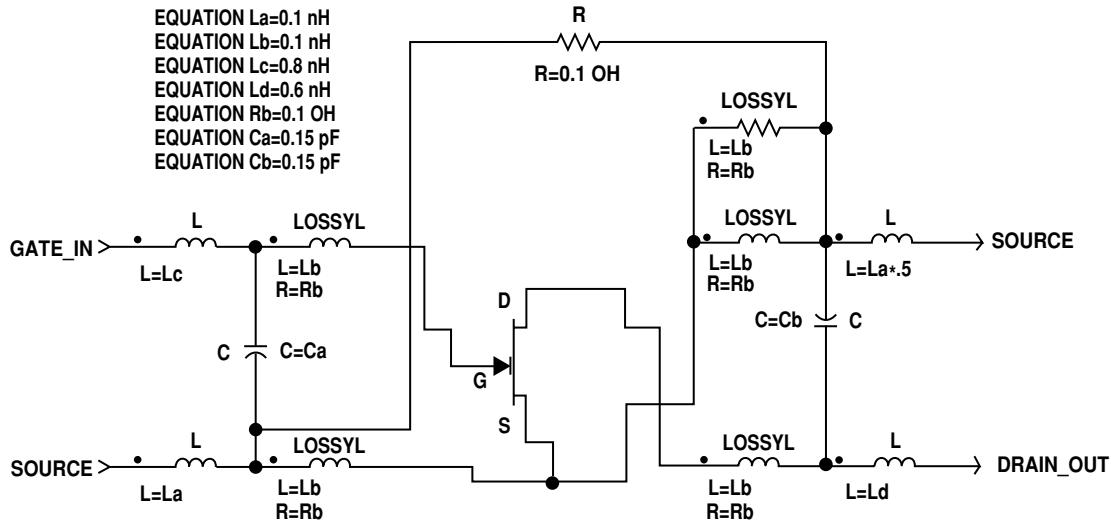 EQUATION La=0.1 nH
EQUATION Lb=0.1 nH
EQUATION Lc=0.8 nH
EQUATION Ld=0.6 nH
EQUATION Rb=0.1 OH
EQUATION Ca=0.15 pF
EQUATION Cb=0.15 pF
R
R=0.1 OH
LOSSYL
L=Lb
R=Rb
GATE_IN
L
L=Lc
LOSSYL
L=Lb
R=Rb
LOSSYL
L=Lb
R=Rb
L
L=La*.5
SOURCE
C
C=Ca
D
G
S
C=Cb
C
SOURCE
L
L=La
LOSSYL
L=Lb
R=Rb
LOSSYL
L=Lb
R=Rb
L
L=Ld
DRAIN_OUT